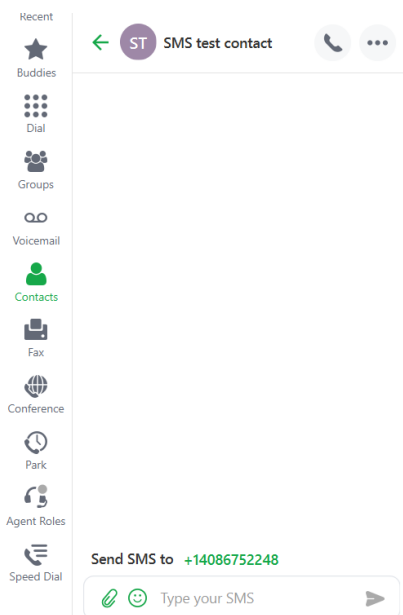 Recent
Buddies
Dial
Groups
Voicemail
Contacts
Fax
Conference
Park
Agent Roles
Speed Dial
ST SMS test contact
Send SMS to +14086752248
Type your SMS